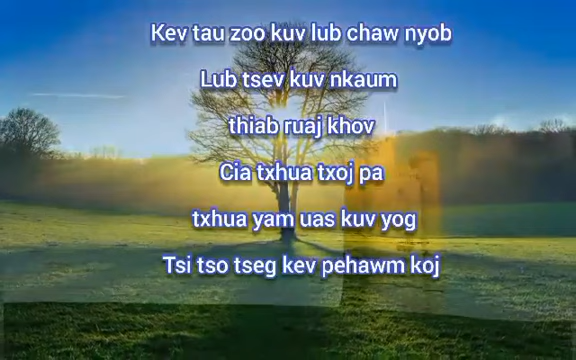 Kev tau zoo kuv lub chaw nyob
Lub tsev kuv nkaum
thiab ruaj khov
Cia txhua txoj pa
txhua yam uas kuv yog
Tsi tso tseg kev pehawm koj